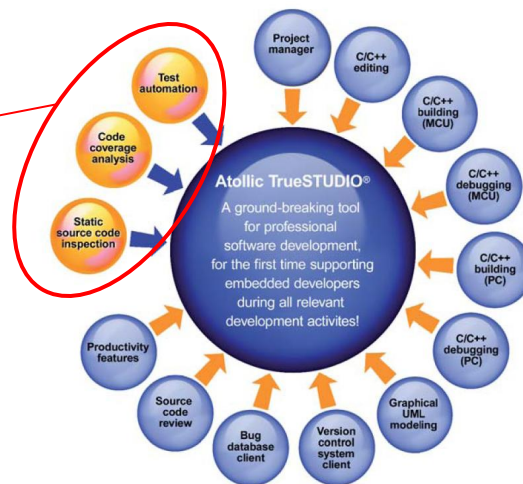 Project
manager
C/C++
editing
C/C++
building
(MCU)
C/C++
debugging
(MCU)
C/C++
building
(PC)
C/C++
debugging
(PC)
Graphical
UML
modeling
Version
control
system
client
Bug
database
client
Source
code
review
Productivity
features
Static
source code
inspection
Code
coverage
analysis
Test
automation
Atollic TrueSTUDIO®
A ground-breaking tool
for professional
software development,
for the first time supporting
embedded developers
during all relevant
development activites!